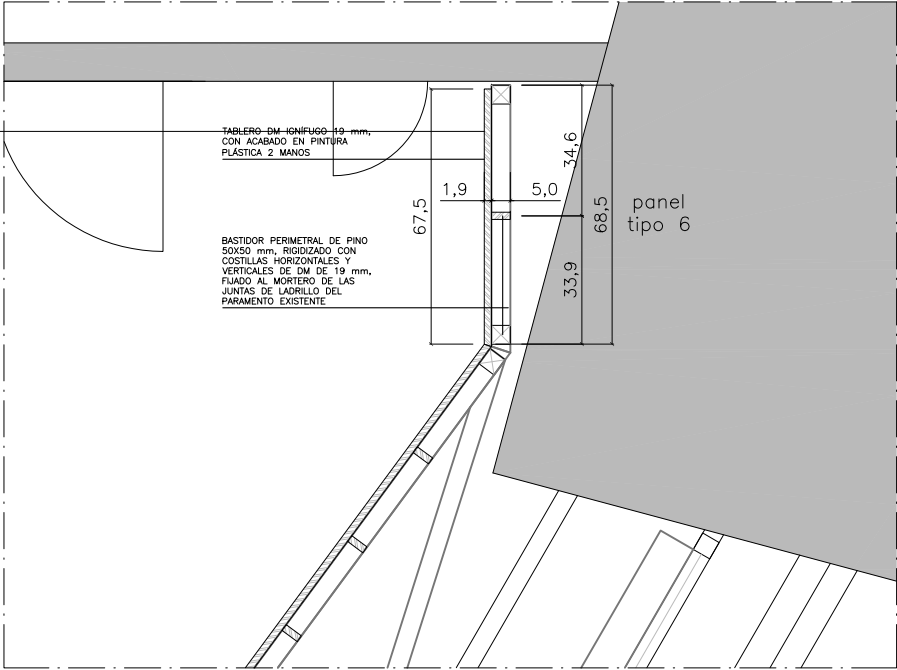 TABLERO DM IGNÍFUGO 19 mm,
CON ACABADO EN PINTURA
PLÁSTICA 2 MANOS
1,9
5,0
34,6
67,5
68,5
panel
tipo 6
33,9
BASTIDOR PERIMETRAL DE PINO
50X50 mm, RIGIDIZADO CON
COSTILLAS HORIZONTALES Y
VERTICALES DE DM DE 19 mm,
FIJADO AL MORTERO DE LAS
JUNTAS DE LADRILLO DEL
PARAMENTO EXISTENTE